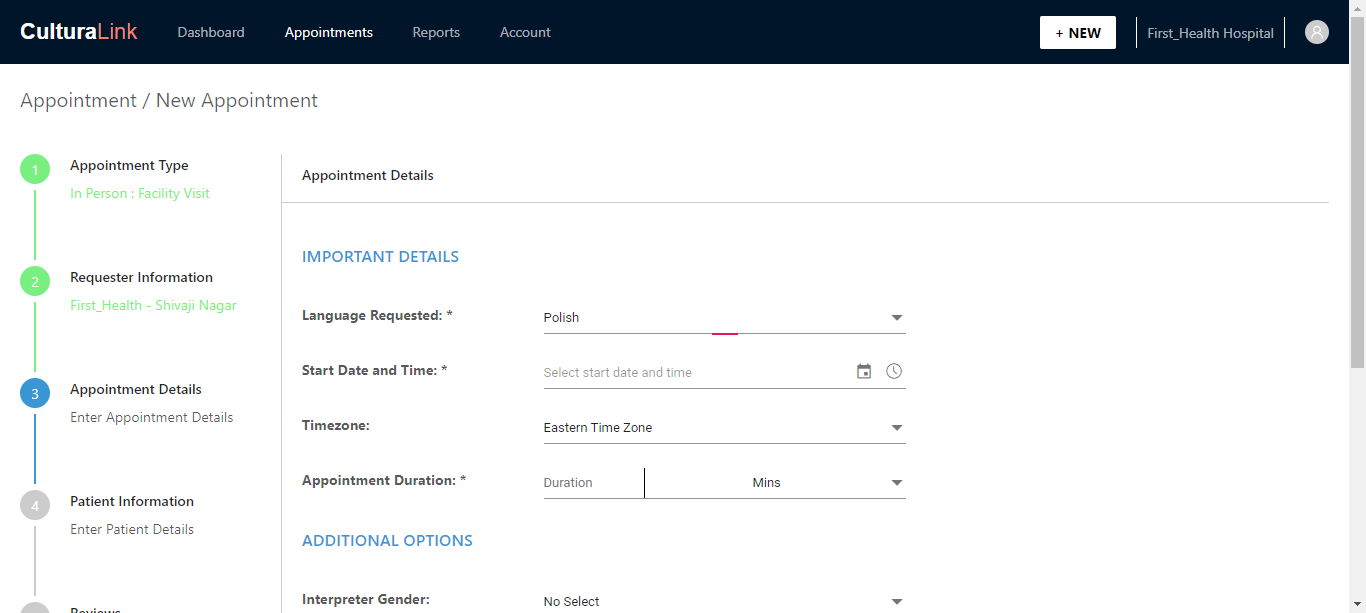 CulturaLink Dashboard Appointments Reports Account + NEW First_Health Hospital
Appointment / New Appointment
1 Appointment Type
In Person : Facility Visit
2 Requester Information
First_Health - Shivaji Nagar
3 Appointment Details
Enter Appointment Details
4 Patient Information
Enter Patient Details
Reviews
Appointment Details
IMPORTANT DETAILS
Language Requested: * Polish
Start Date and Time: * Select start date and time
Timezone: Eastern Time Zone
Appointment Duration: * Duration Mins
ADDITIONAL OPTIONS
Interpreter Gender: No Select